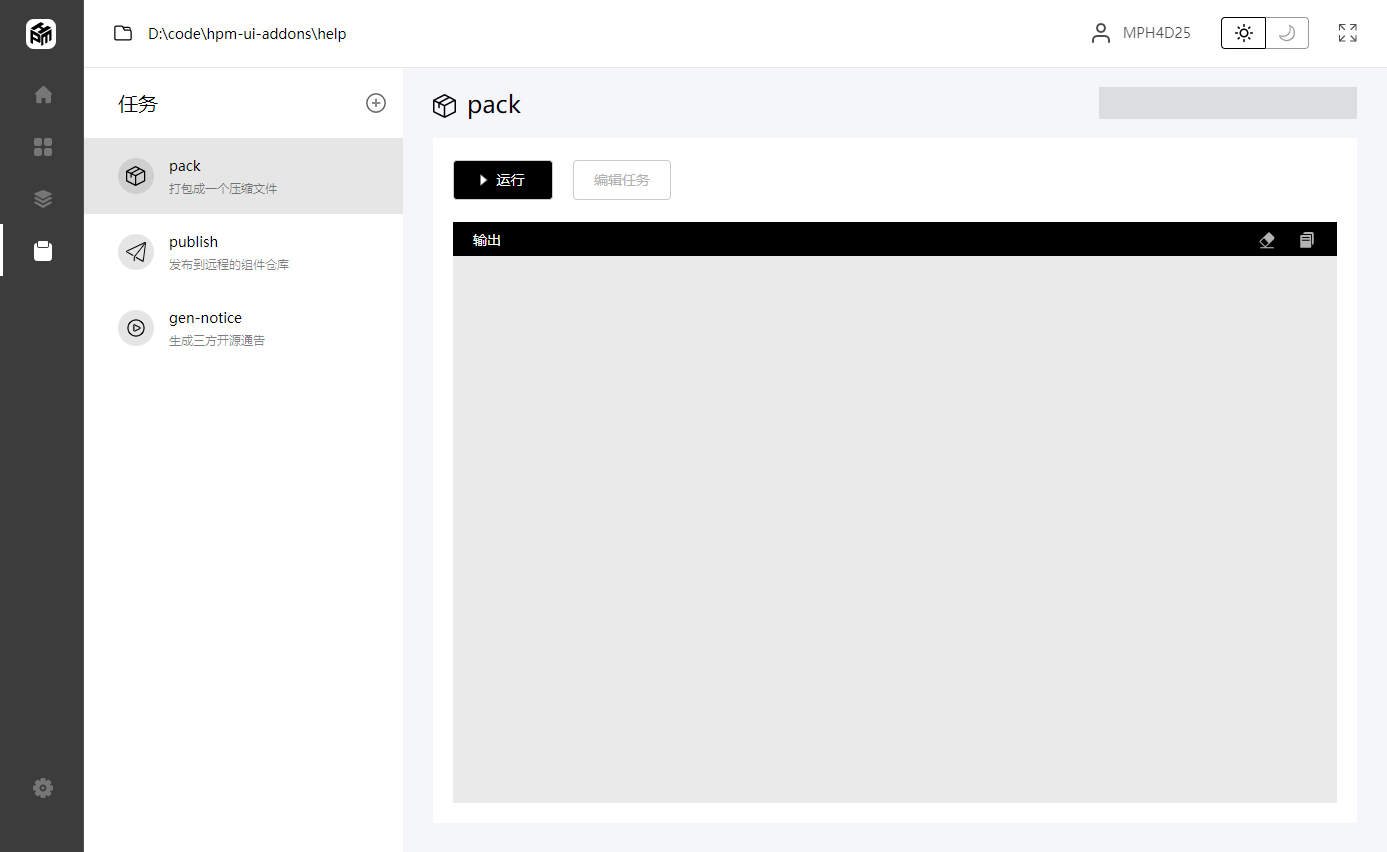 D:\code\hpm-ui-addons\help
MPH4D25
任务
pack
打包成一个压缩文件
publish
发布到远程的组件仓库
gen-notice
生成三方开源通告
pack
运行
编辑任务
输出